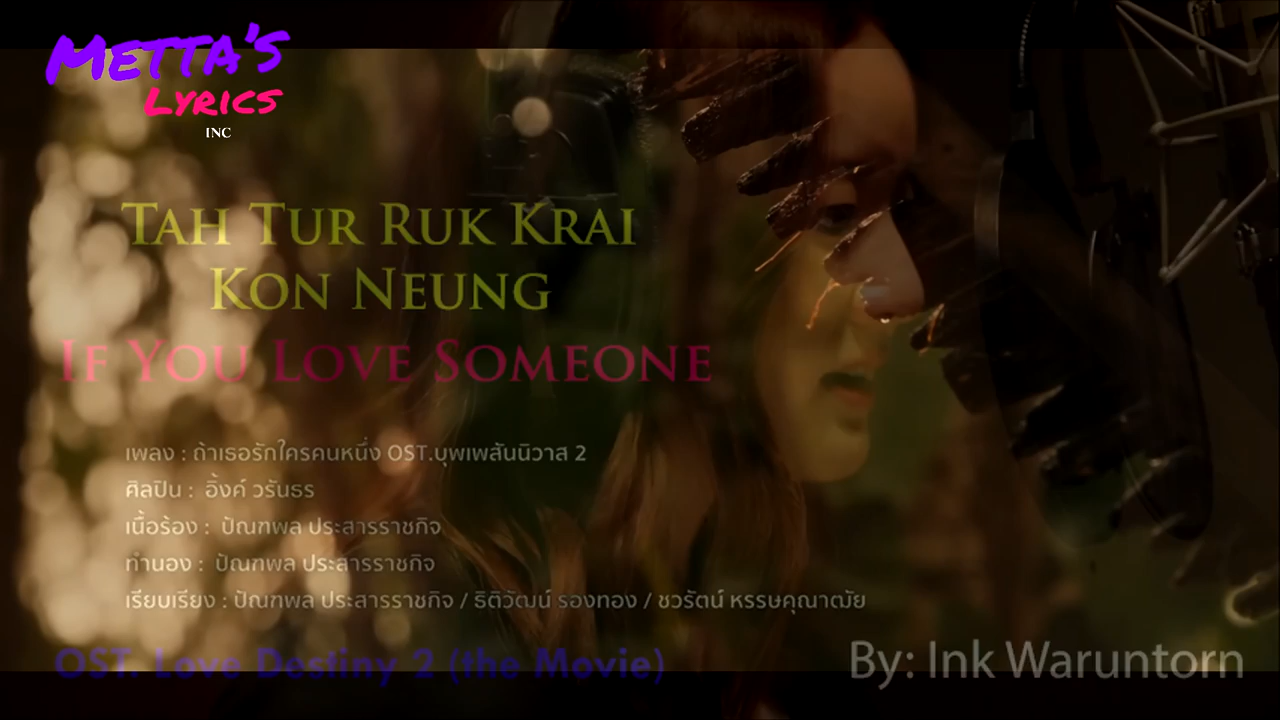 METTA'S
LYRICS
INC
TAH TUR RUK KRAI
KON NEUNG
IF YOU LOVE SOMEONE
เพลง : ถ้าเธอรักใครคนหนึ่ง OST.บุพเพสันนิวาส 2
ศิลปิน : อิ้งค์ วรันธร
เนื้อร้อง : ปัณฑพล ประสารราชกิจ
ทำนอง : ปัณฑพล ประสารราชกิจ
เรียบเรียง : ปัณฑพล ประสารราชกิจ / ธิติวัฒน์ รองทอง / ชวรัตน์ หรรษคุณาฒัย
OST. Love Destiny 2 (the Movie)
By: Ink Waruntorn